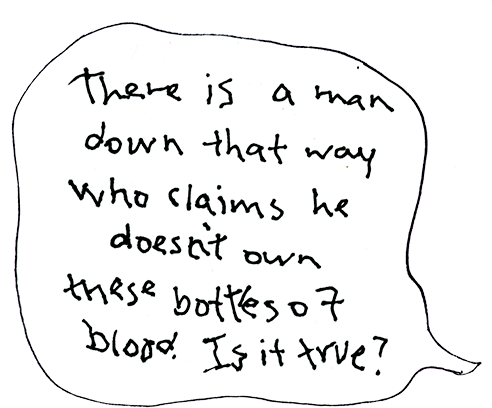 There is a man
down that way
who claims he
doesn't own
these bottles of
blood. Is it true?